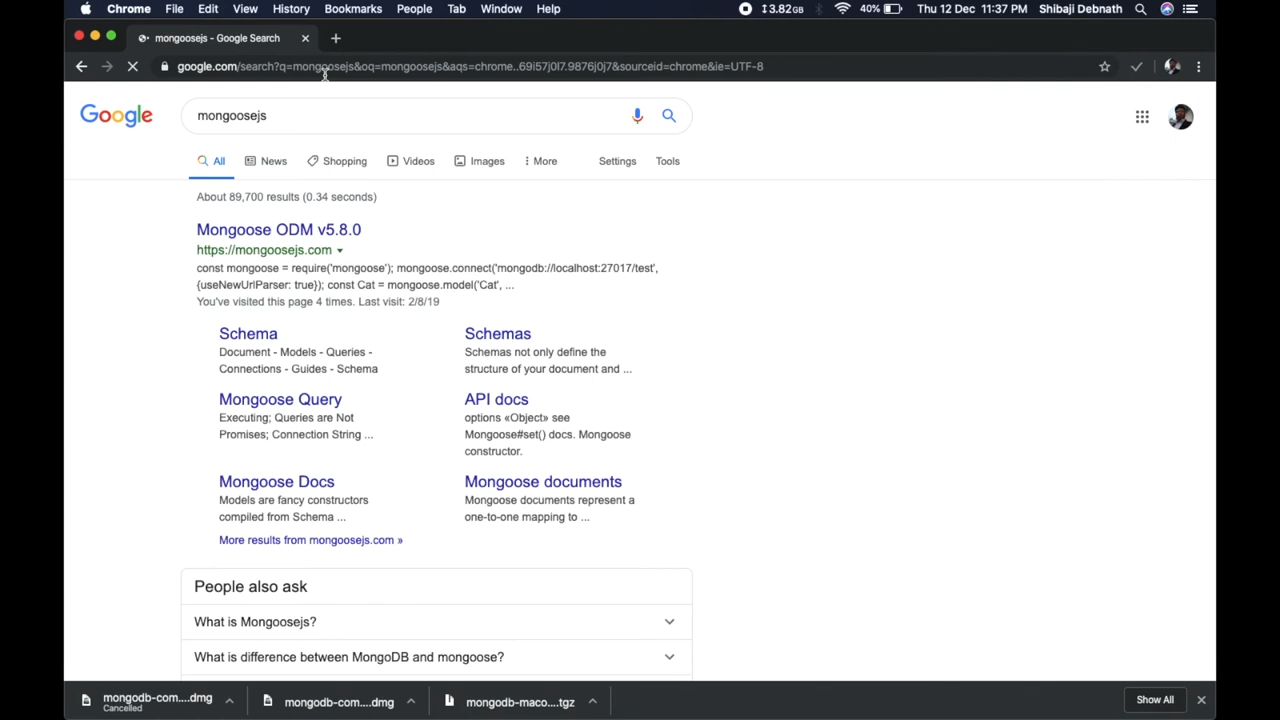 Chrome File Edit View History Bookmarks People Tab Window Help 3.82GB 40% Thu 12 Dec 11:37 PM Shibaji Debnath
mongoosejs - Google Search
google.com/search?q=mongoosejs&oq=mongoosejs&aqs=chrome..69i57j0l7.9876j0j7&sourceid=chrome&ie=UTF-8
Google
mongoosejs
All News Shopping Videos Images More Settings Tools
About 89,700 results (0.34 seconds)
Mongoose ODM v5.8.0
https://mongoosejs.com
const mongoose = require('mongoose'); mongoose.connect('mongodb://localhost:27017/test',
{useNewUrlParser: true}); const Cat = mongoose.model('Cat', ...
You've visited this page 4 times. Last visit: 2/8/19
Schema
Document - Models - Queries -
Connections - Guides - Schema
Schemas
Schemas not only define the
structure of your document and ...
Mongoose Query
Executing; Queries are Not
Promises; Connection String ...
API docs
options «Object» see
Mongoose#set() docs. Mongoose
constructor.
Mongoose Docs
Models are fancy constructors
compiled from Schema ...
Mongoose documents
Mongoose documents represent a
one-to-one mapping to ...
More results from mongoosejs.com »
People also ask
What is Mongoosejs?
What is difference between MongoDB and mongoose?
mongodb-com....dmg
Cancelled
mongodb-com....dmg
mongodb-maco....tgz
Show All